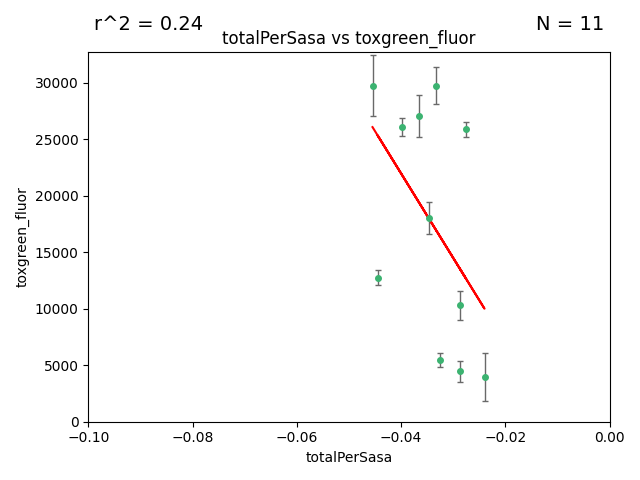 r^2 = 0.24
N = 11
totalPerSasa vs toxgreen_fluor
toxgreen_fluor
30000
25000
20000
15000
10000
5000
0
−0.10
−0.08
−0.06
−0.04
−0.02
0.00
totalPerSasa